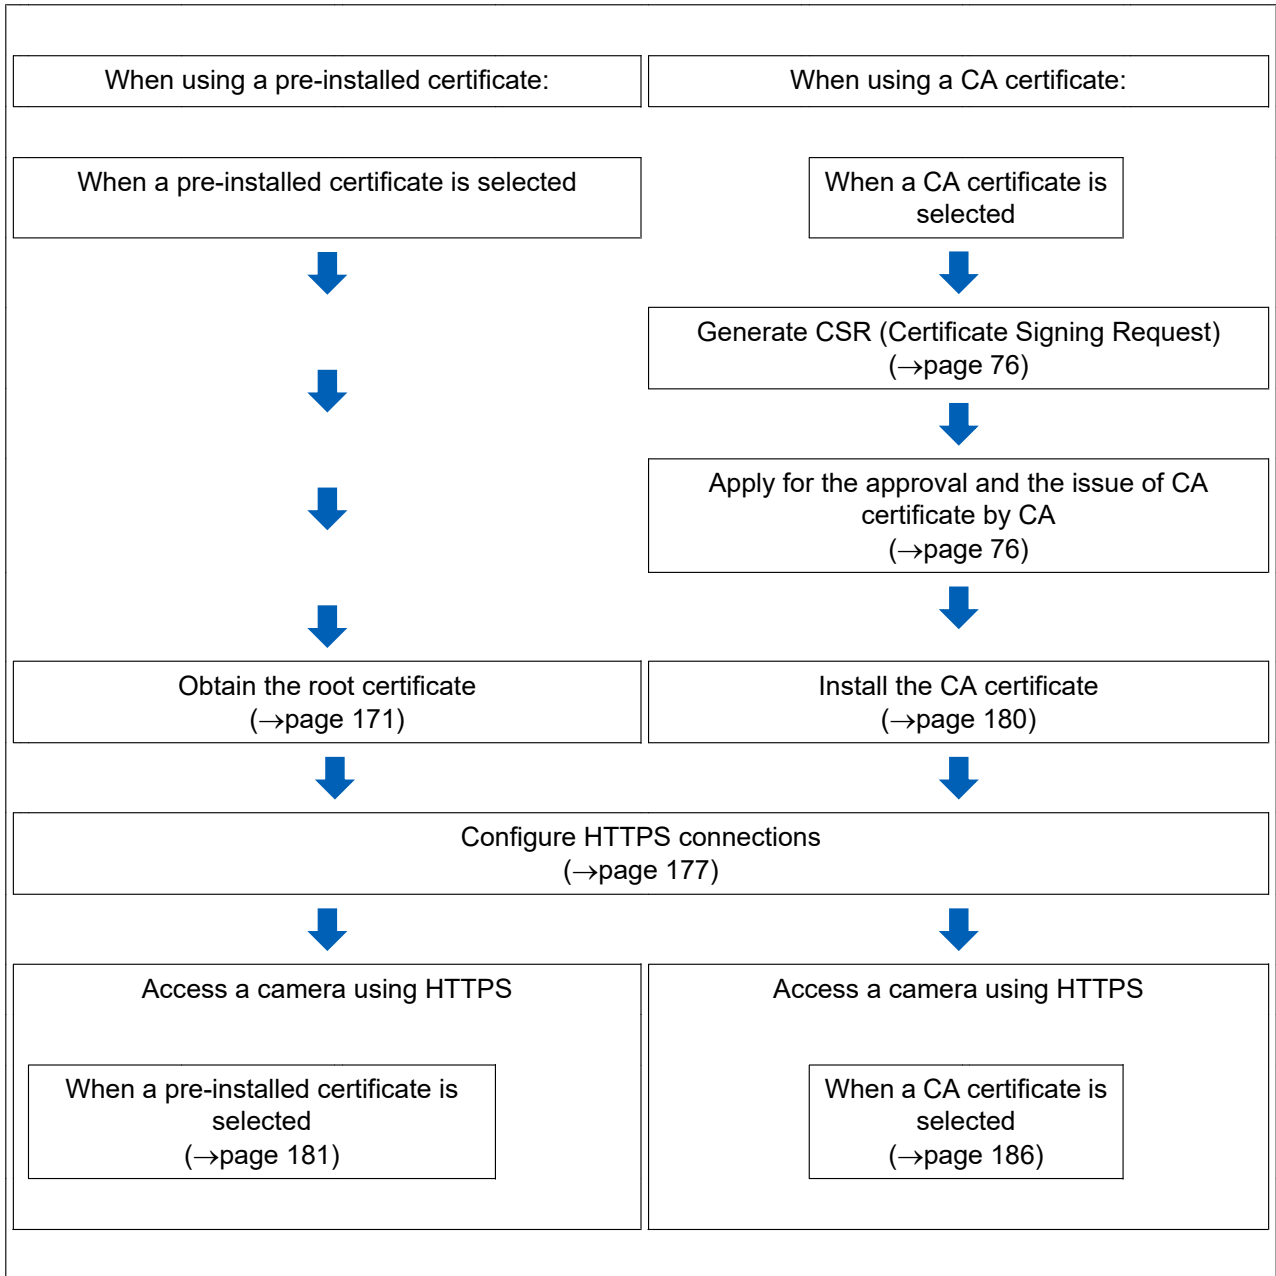 When using a pre-installed certificate:
When using a CA certificate:
When a pre-installed certificate is selected
When a CA certificate is
selected
Generate CSR (Certificate Signing Request)
(→page 76)
Apply for the approval and the issue of CA
certificate by CA
(→page 76)
Obtain the root certificate
(→page 171)
Install the CA certificate
(→page 180)
Configure HTTPS connections
(→page 177)
Access a camera using HTTPS
When a pre-installed certificate is
selected
(→page 181)
Access a camera using HTTPS
When a CA certificate is
selected
(→page 186)